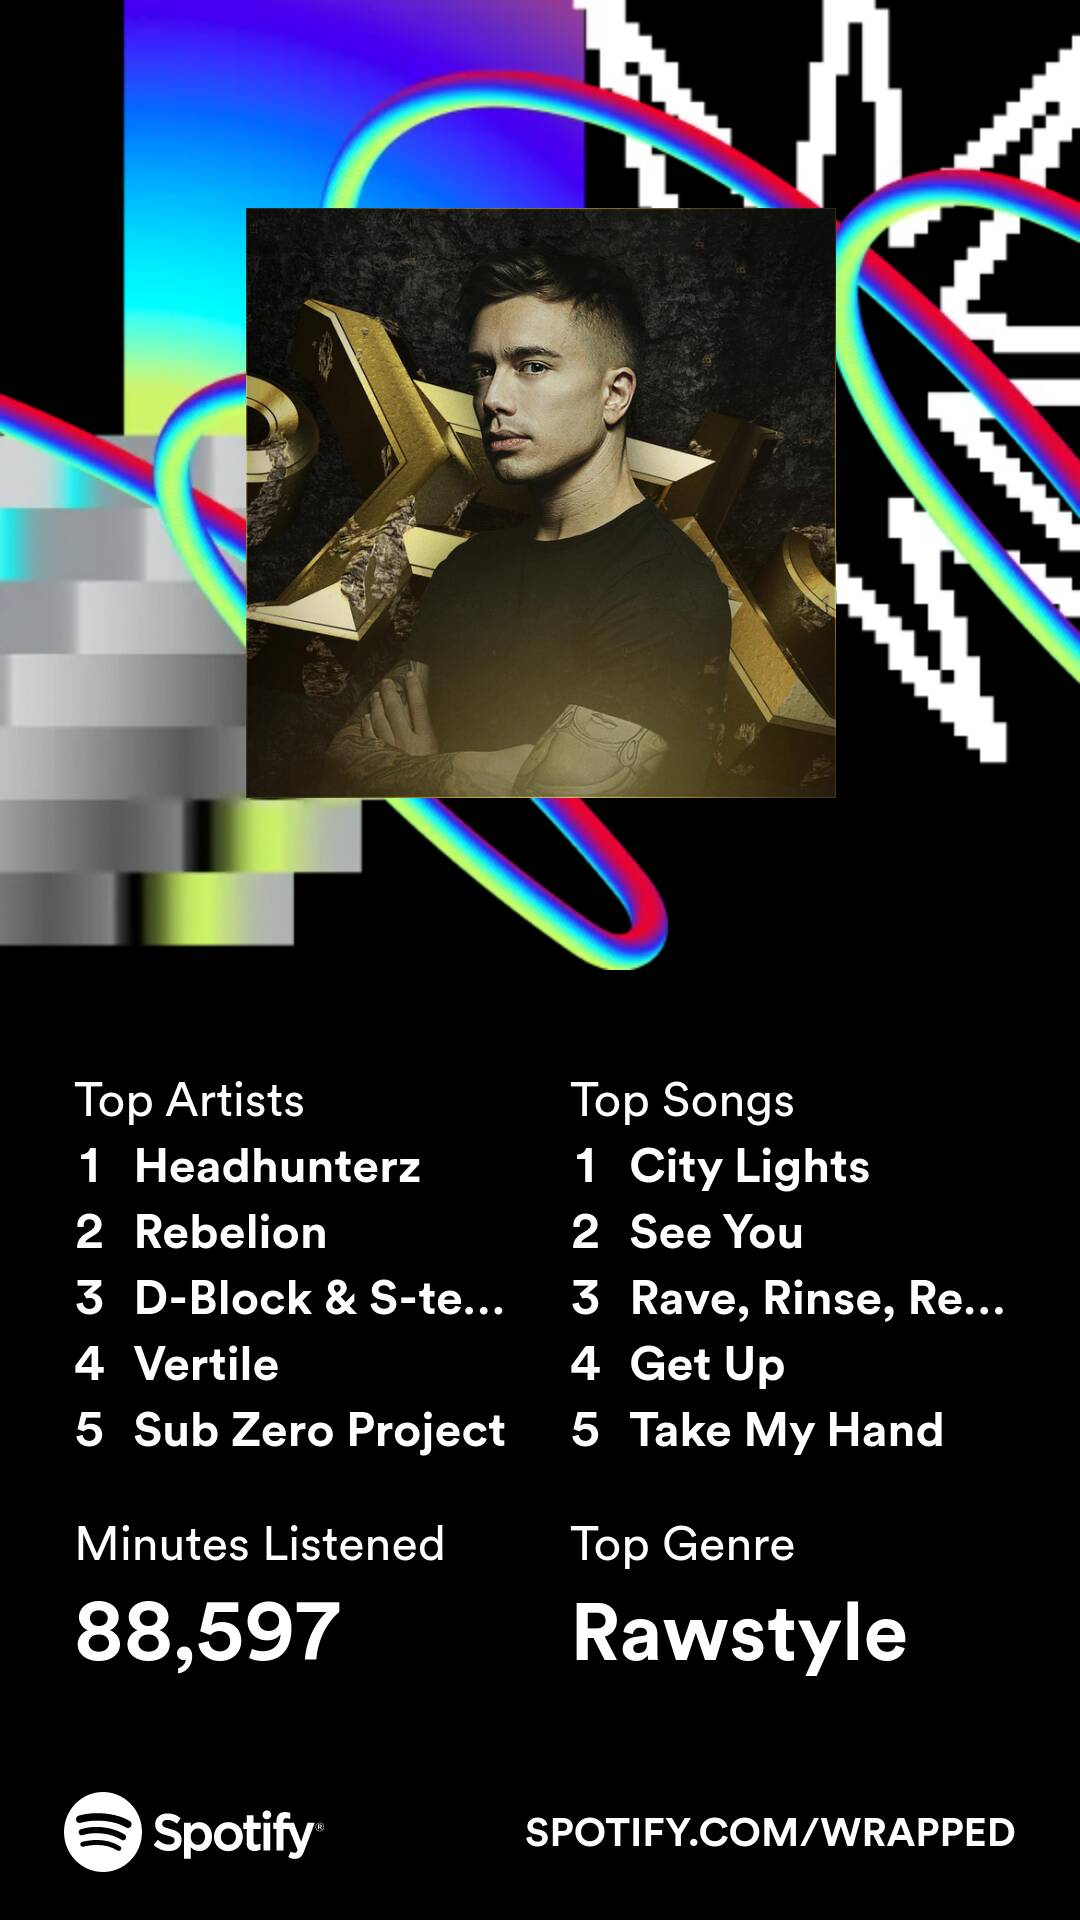 Top Artists
1 Headhunterz
2 Rebelion
3 D-Block & S-te...
4 Vertile
5 Sub Zero Project
Top Songs
1 City Lights
2 See You
3 Rave, Rinse, Re...
4 Get Up
5 Take My Hand
Minutes Listened
88,597
Top Genre
Rawstyle
Spotify®
SPOTIFY.COM/WRAPPED